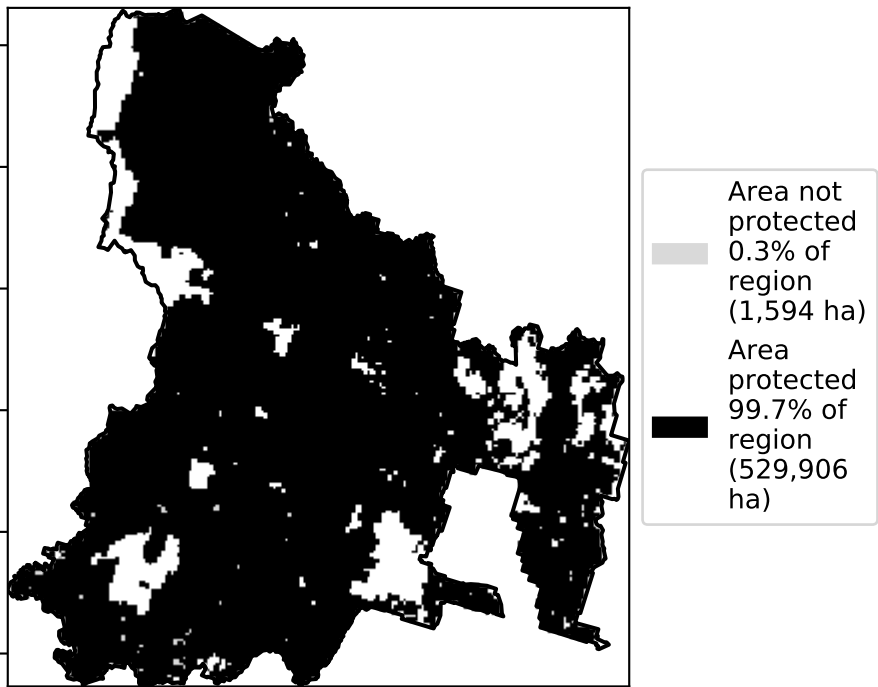 Area not
protected
0.3% of
region
(1,594 ha)
Area
protected
99.7% of
region
(529,906
ha)